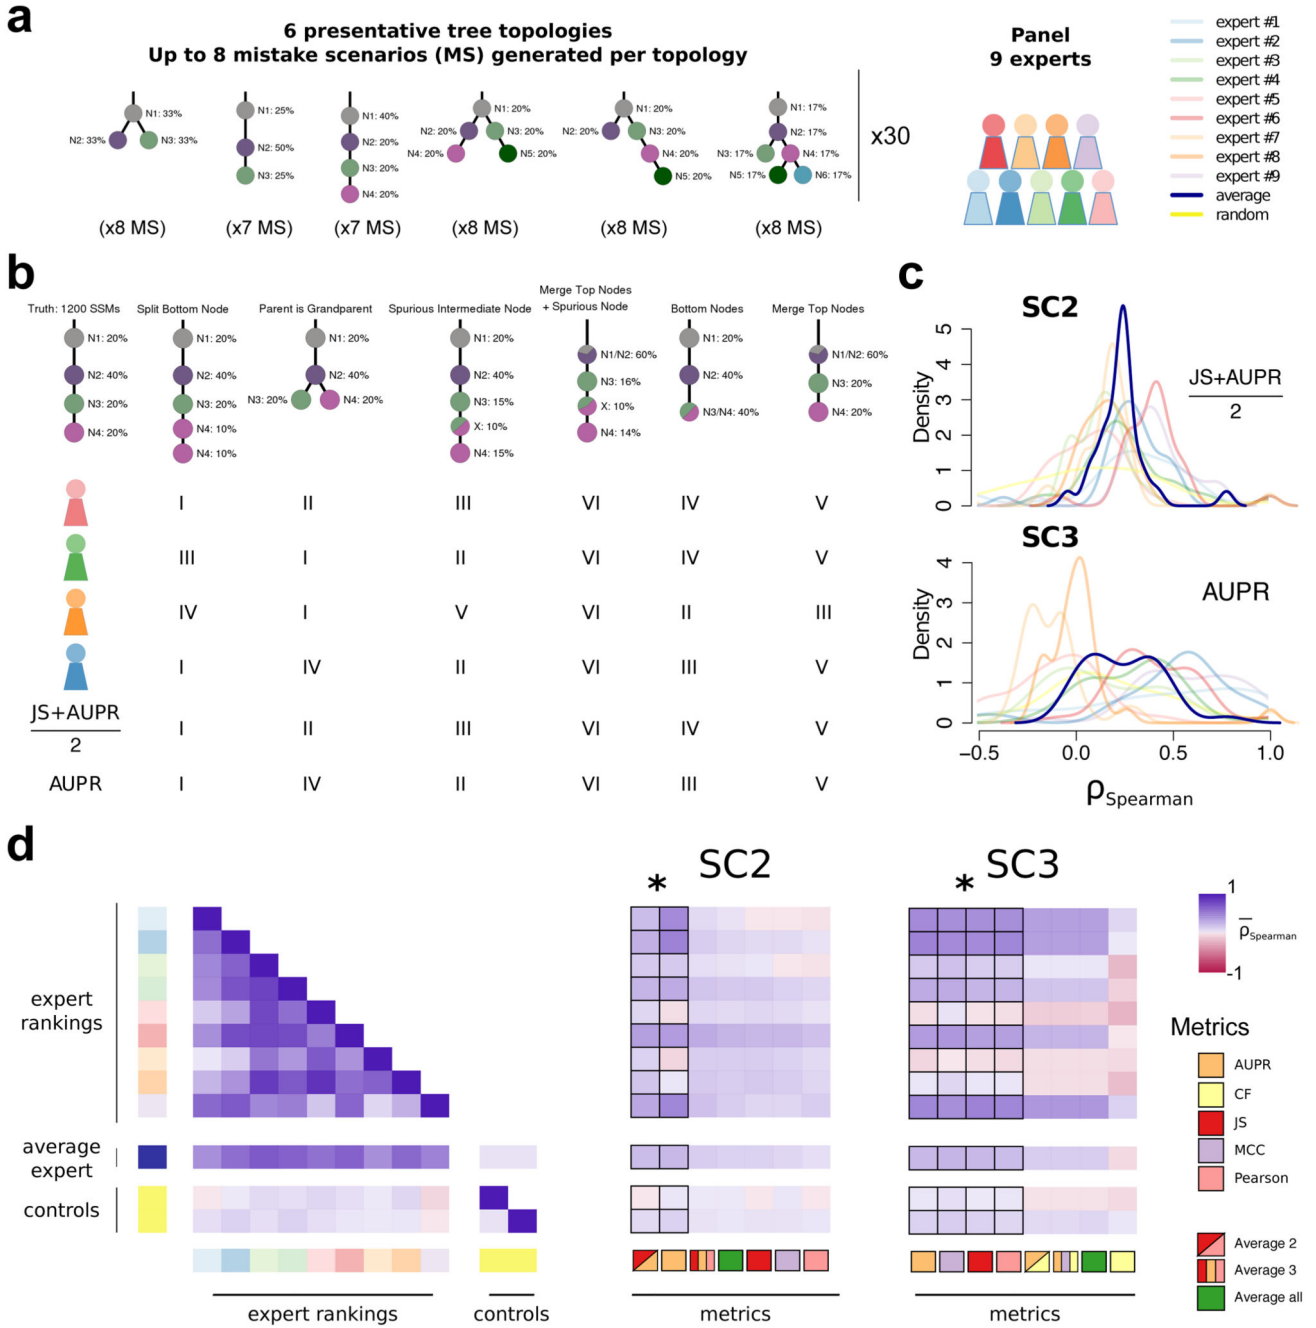 a
6 presentative tree topologies
Up to 8 mistake scenarios (MS) generated per topology
N1: 33%
N2: 33%
N3: 33%
(x8 MS)
N1: 25%
N2: 50%
N3: 25%
(x7 MS)
N1: 40%
N2: 20%
N3: 20%
N4: 20%
(x7 MS)
N1: 20%
N2: 20%
N3: 20%
N4: 20%
N5: 20%
(x8 MS)
N1: 20%
N2: 20%
N3: 20%
N4: 20%
N5: 20%
(x8 MS)
N1: 17%
N2: 17%
N3: 17%
N4: 17%
N5: 17%
N6: 17%
(x8 MS)
x30
Panel
9 experts
expert #1
expert #2
expert #3
expert #4
expert #5
expert #6
expert #7
expert #8
expert #9
average
random
b
Truth: 1200 SSMs
N1: 20%
N2: 40%
N3: 20%
N4: 20%
Split Bottom Node
N1: 20%
N2: 40%
N3: 20%
N4: 10%
N4: 10%
Parent is Grandparent
N1: 20%
N2: 40%
N3: 20%
N4: 20%
Spurious Intermediate Node
N1: 20%
N2: 40%
N3: 15%
X: 10%
N4: 15%
Merge Top Nodes
+ Spurious Node
N1/N2: 60%
N3: 16%
X: 10%
N4: 14%
Bottom Nodes
N1: 20%
N2: 40%
N3/N4: 40%
Merge Top Nodes
N1/N2: 60%
N3: 20%
N4: 20%
I II III VI IV V
III I II VI IV V
IV I V VI II III
I IV II VI III V
JS+AUPR
2
I II III VI IV V
AUPR I IV II VI III V
c
SC2
JS+AUPR
2
Density
5
4
3
2
1
0
SC3
AUPR
Density
4
3
2
1
0
−0.5 0.0 0.5 1.0
ρSpearman
d
SC2
*
SC3
*
expert
rankings
average
expert
controls
expert rankings
controls
metrics
metrics
1
ρSpearman
-1
Metrics
AUPR
CF
JS
MCC
Pearson
Average 2
Average 3
Average all